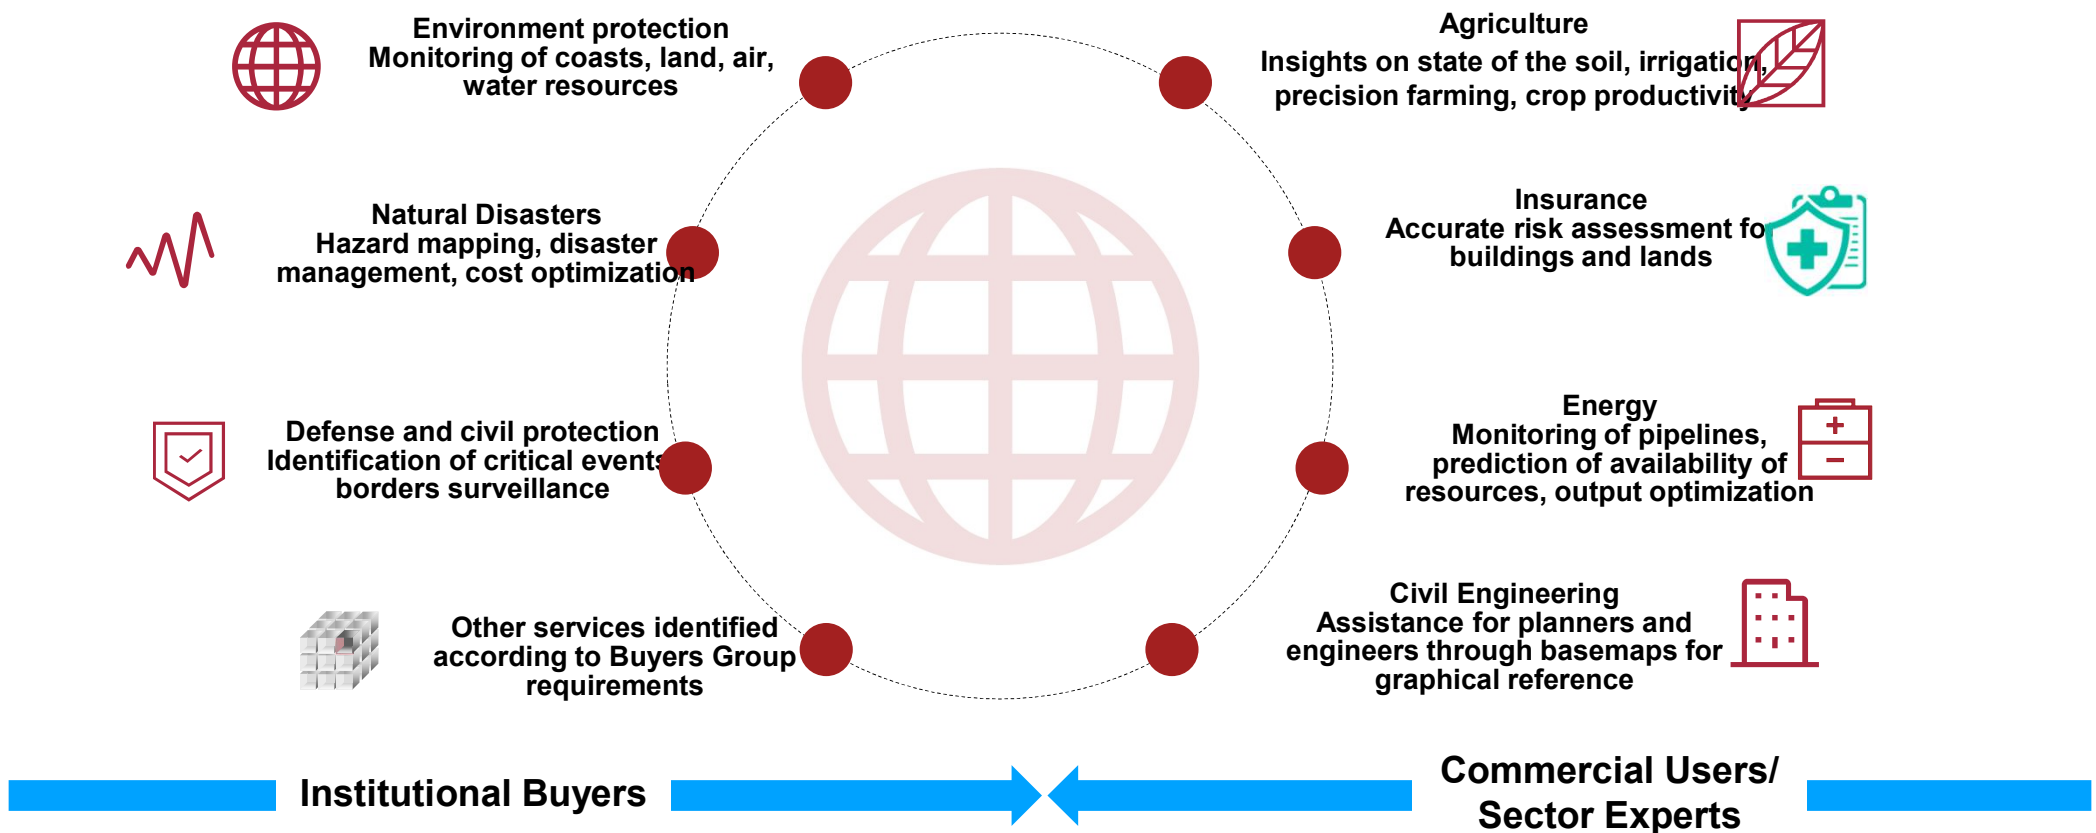 Environment protection
Monitoring of coasts, land, air,
water resources
Natural Disasters
Hazard mapping, disaster
management, cost optimization
Defense and civil protection
Identification of critical events
borders surveillance
Other services identified
according to Buyers Group
requirements
Agriculture
Insights on state of the soil, irrigation,
precision farming, crop productivity
Insurance
Accurate risk assessment for
buildings and lands
Energy
Monitoring of pipelines,
prediction of availability of
resources, output optimization
Civil Engineering
Assistance for planners and
engineers through basemaps for
graphical reference
Institutional Buyers
Commercial Users/
Sector Experts